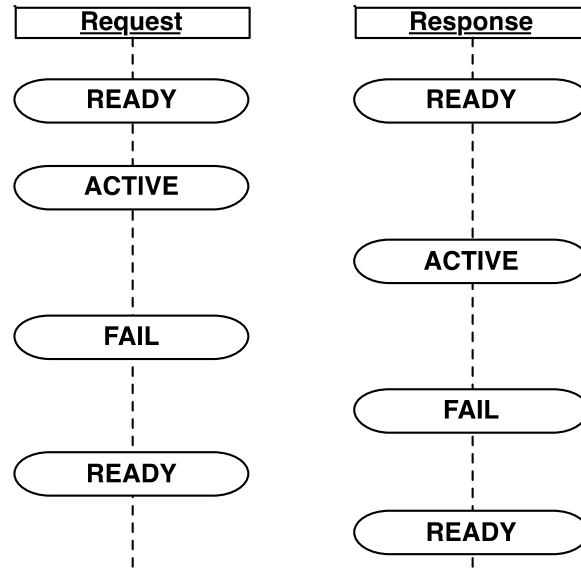 Request
Response
READY
READY
ACTIVE
ACTIVE
FAIL
FAIL
READY
READY